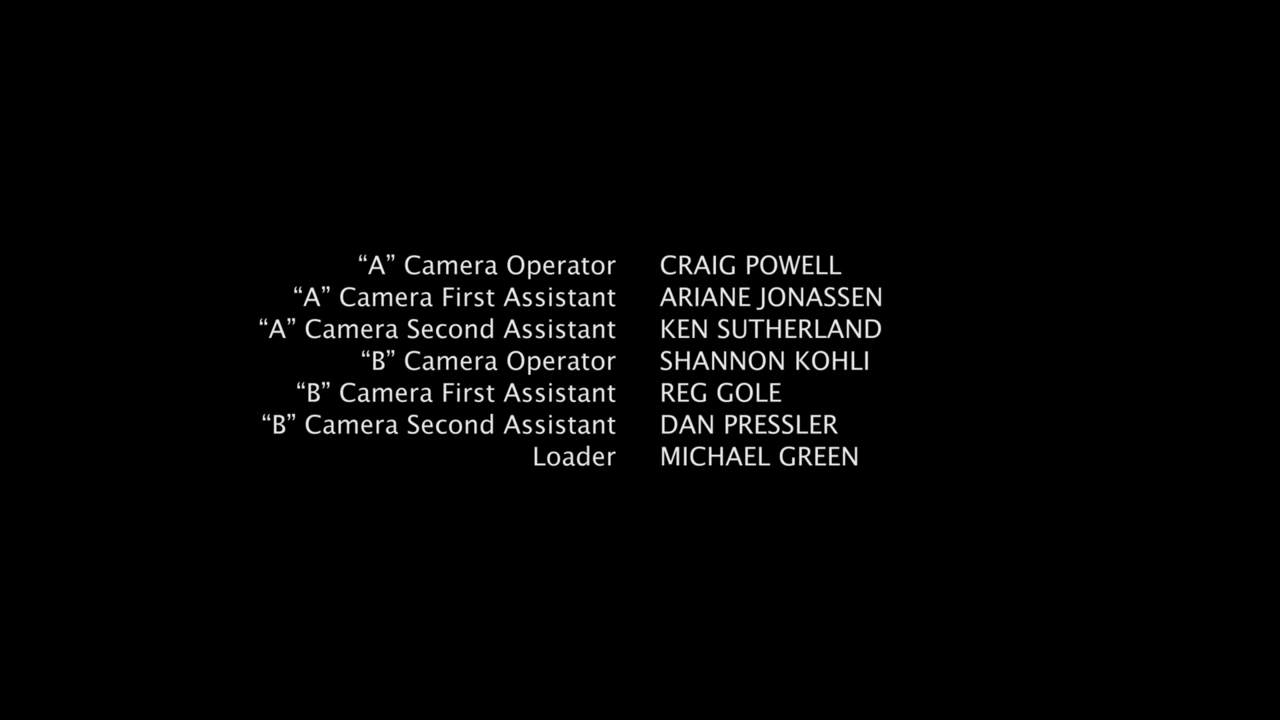 “A” Camera Operator CRAIG POWELL
“A” Camera First Assistant ARIANE JONASSEN
“A” Camera Second Assistant KEN SUTHERLAND
“B” Camera Operator SHANNON KOHLI
“B” Camera First Assistant REG GOLE
“B” Camera Second Assistant DAN PRESSLER
Loader MICHAEL GREEN